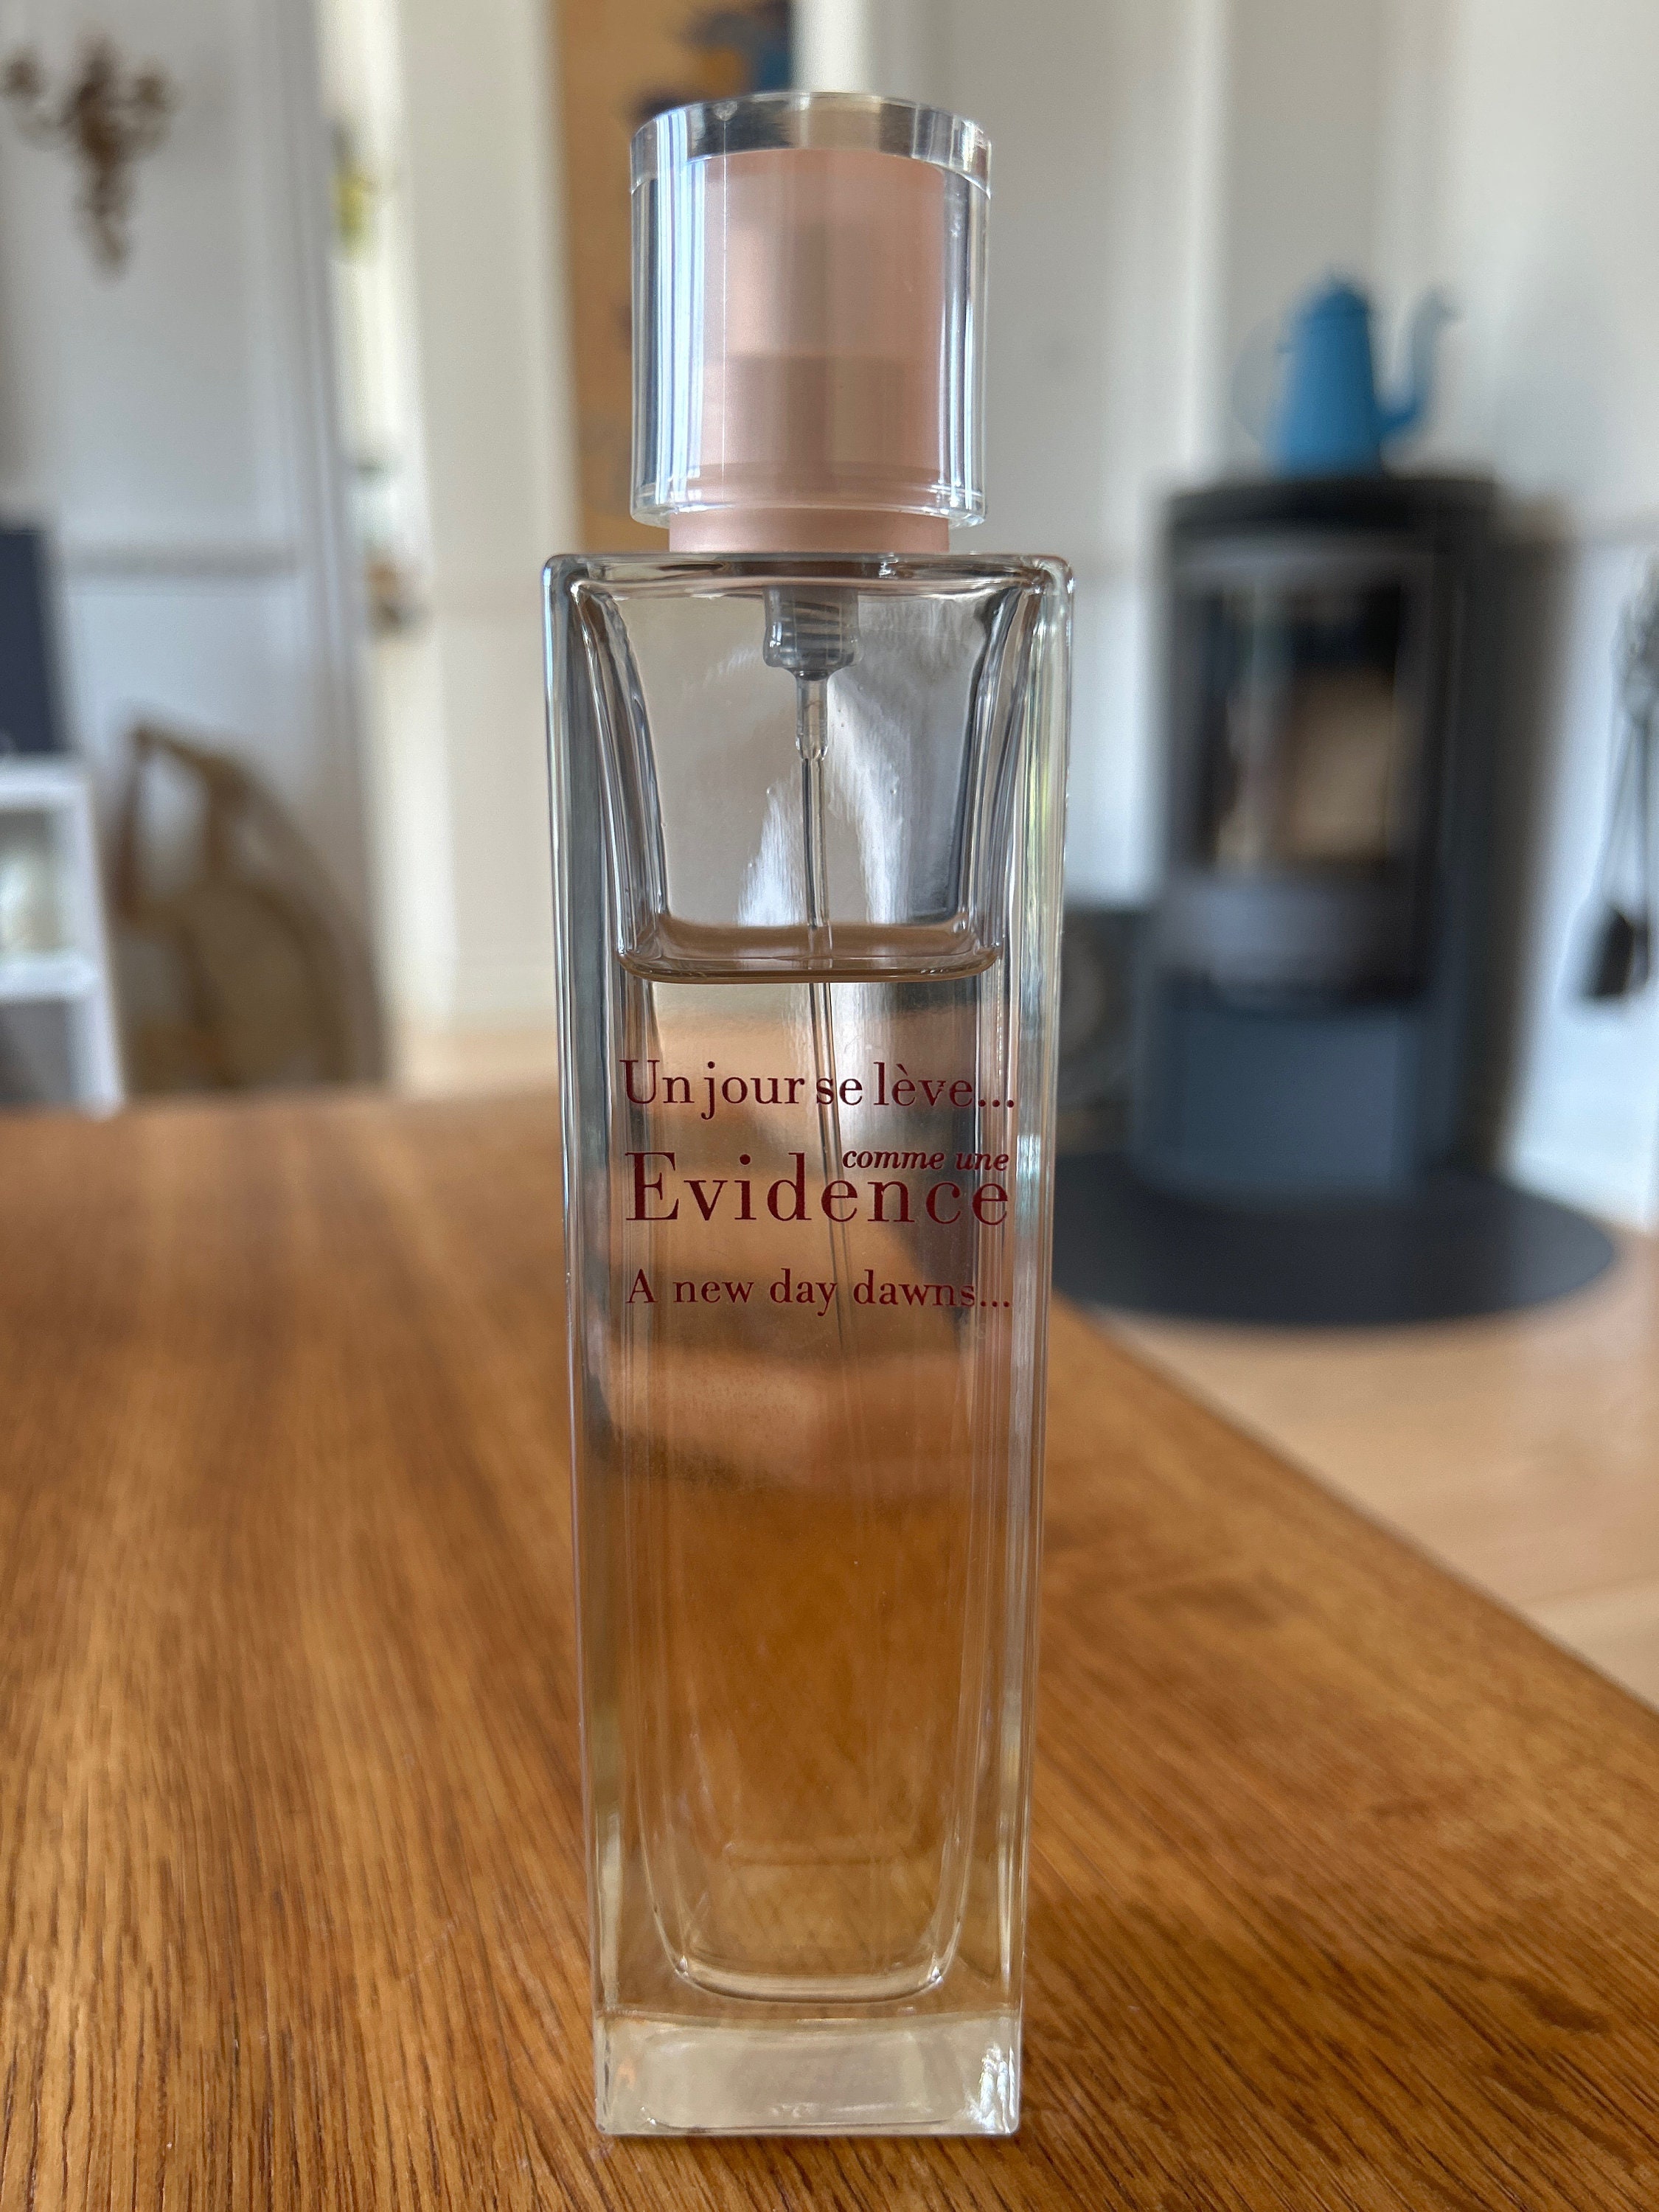 Un jour se lève...
comme une
Evidence
A new day dawns...